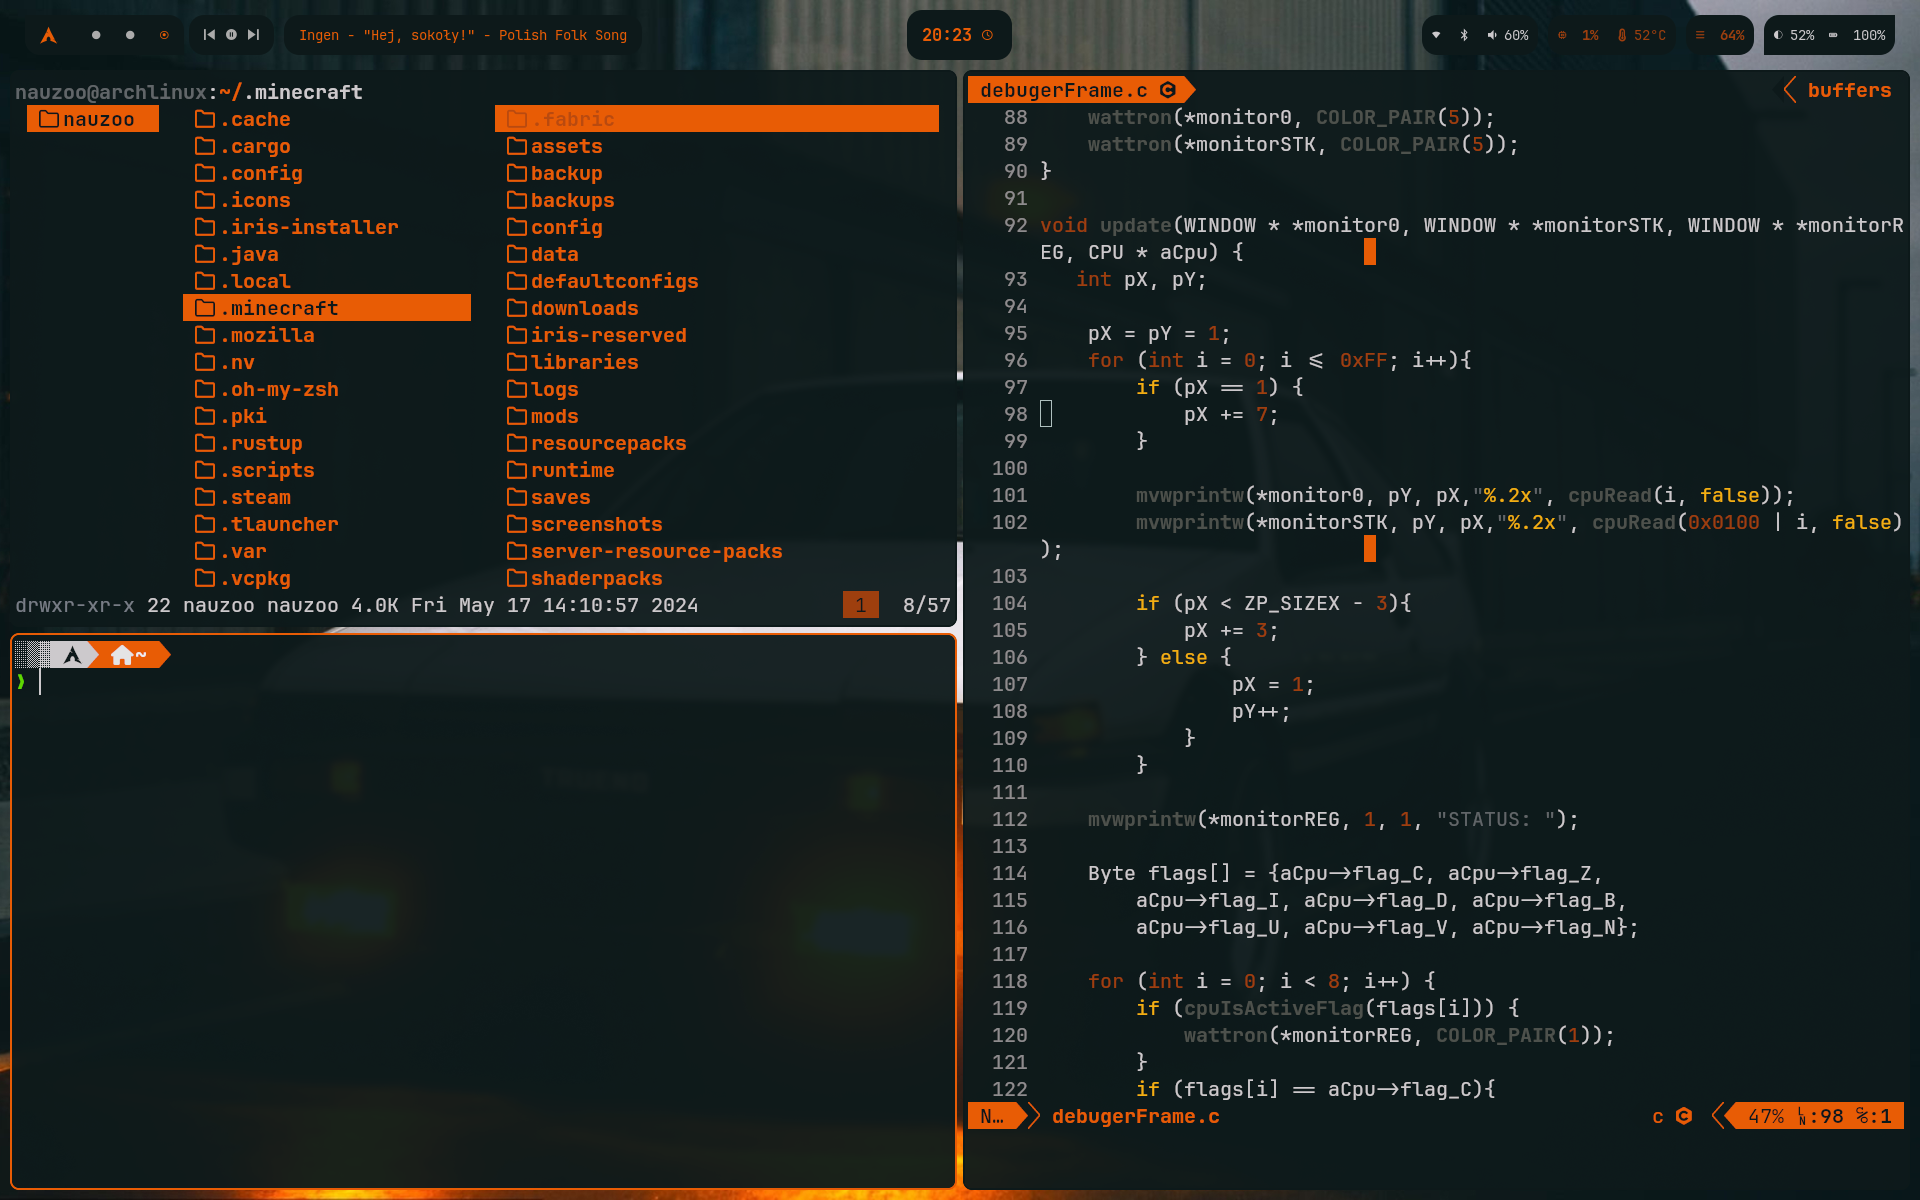 Ingen - "Hej, sokoły!" - Polish Folk Song
20:23
60%
1%
52°C
64%
52%
100%
nauzoo@archlinux:~/.minecraft
nauzoo
.cache
.cargo
.config
.icons
.iris-installer
.java
.local
.minecraft
.mozilla
.nv
.oh-my-zsh
.pki
.rustup
.scripts
.steam
.tlauncher
.var
.vcpkg
.fabric
assets
backup
backups
config
data
defaultconfigs
downloads
iris-reserved
libraries
logs
mods
resourcepacks
runtime
saves
screenshots
server-resource-packs
shaderpacks
drwxr-xr-x 22 nauzoo nauzoo 4.0K Fri May 17 14:10:57 2024 1 8/57
~
❯
debugerFrame.c buffers
88     wattron(*monitor0, COLOR_PAIR(5));
89     wattron(*monitorSTK, COLOR_PAIR(5));
90 }
91
92 void update(WINDOW * *monitor0, WINDOW * *monitorSTK, WINDOW * *monitorR
EG, CPU * aCpu) {
93    int pX, pY;
94
95     pX = pY = 1;
96     for (int i = 0; i <= 0xFF; i++){
97         if (pX == 1) {
98             pX += 7;
99         }
100
101         mvwprintw(*monitor0, pY, pX,"%.2x", cpuRead(i, false));
102         mvwprintw(*monitorSTK, pY, pX,"%.2x", cpuRead(0x0100 | i, false)
);
103
104         if (pX < ZP_SIZEX - 3){
105             pX += 3;
106         } else {
107                 pX = 1;
108                 pY++;
109             }
110         }
111
112     mvwprintw(*monitorREG, 1, 1, "STATUS: ");
113
114     Byte flags[] = {aCpu->flag_C, aCpu->flag_Z,
115         aCpu->flag_I, aCpu->flag_D, aCpu->flag_B,
116         aCpu->flag_U, aCpu->flag_V, aCpu->flag_N};
117
118     for (int i = 0; i < 8; i++) {
119         if (cpuIsActiveFlag(flags[i])) {
120             wattron(*monitorREG, COLOR_PAIR(1));
121         }
122         if (flags[i] == aCpu->flag_C){
N… debugerFrame.c c 47% LN:98 %:1